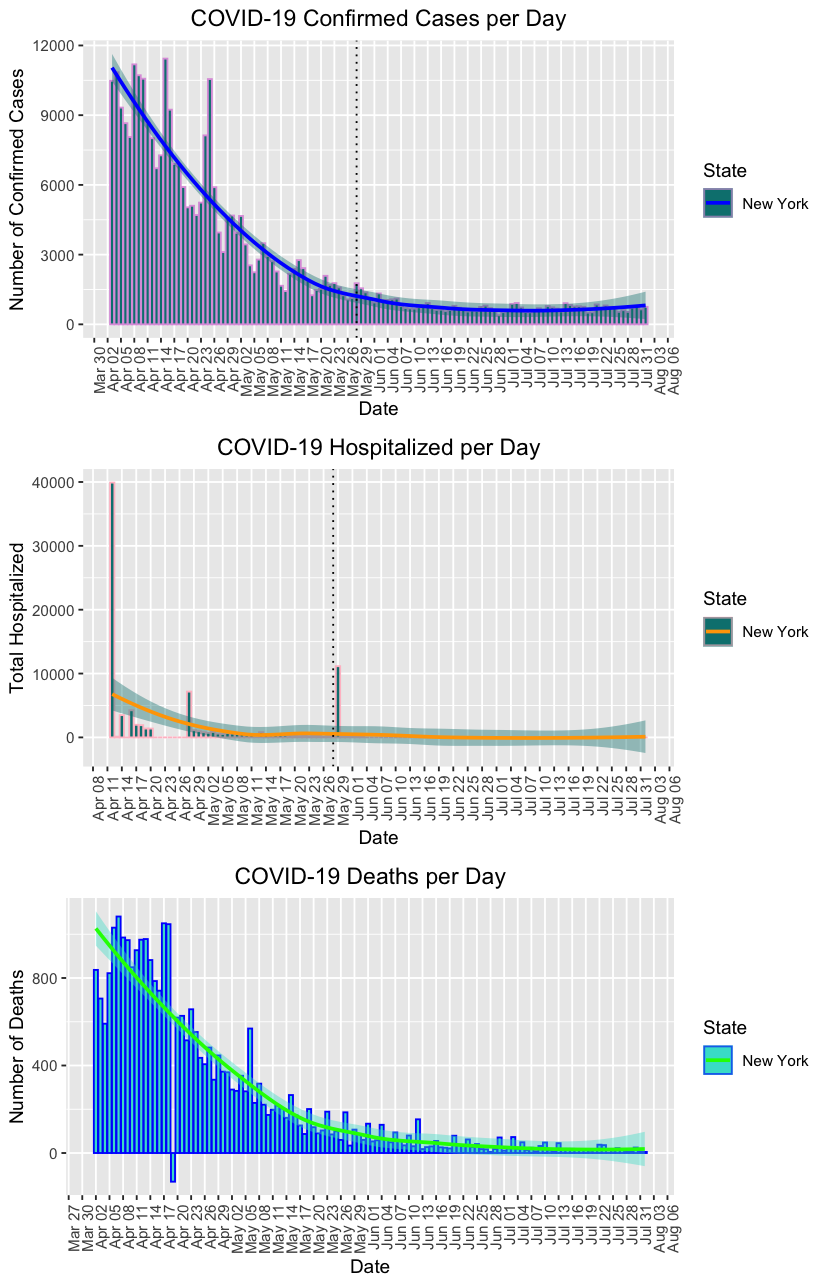 COVID-19 Confirmed Cases per Day
Number of Confirmed Cases
12000
9000
6000
3000
0
Mar 30
Apr 02
Apr 05
Apr 08
Apr 11
Apr 14
Apr 17
Apr 20
Apr 23
Apr 26
Apr 29
May 02
May 05
May 08
May 11
May 14
May 17
May 20
May 23
May 26
May 29
Jun 01
Jun 04
Jun 07
Jun 10
Jun 13
Jun 16
Jun 19
Jun 22
Jun 25
Jun 28
Jul 01
Jul 04
Jul 07
Jul 10
Jul 13
Jul 16
Jul 19
Jul 22
Jul 25
Jul 28
Jul 31
Aug 03
Aug 06
Date
State
New York
COVID-19 Hospitalized per Day
Total Hospitalized
40000
30000
20000
10000
0
Apr 08
Apr 11
Apr 14
Apr 17
Apr 20
Apr 23
Apr 26
Apr 29
May 02
May 05
May 08
May 11
May 14
May 17
May 20
May 23
May 26
May 29
Jun 01
Jun 04
Jun 07
Jun 10
Jun 13
Jun 16
Jun 19
Jun 22
Jun 25
Jun 28
Jul 01
Jul 04
Jul 07
Jul 10
Jul 13
Jul 16
Jul 19
Jul 22
Jul 25
Jul 28
Jul 31
Aug 03
Aug 06
Date
State
New York
COVID-19 Deaths per Day
Number of Deaths
800
400
0
Mar 27
Mar 30
Apr 02
Apr 05
Apr 08
Apr 11
Apr 14
Apr 17
Apr 20
Apr 23
Apr 26
Apr 29
May 02
May 05
May 08
May 11
May 14
May 17
May 20
May 23
May 26
May 29
Jun 01
Jun 04
Jun 07
Jun 10
Jun 13
Jun 16
Jun 19
Jun 22
Jun 25
Jun 28
Jul 01
Jul 04
Jul 07
Jul 10
Jul 13
Jul 16
Jul 19
Jul 22
Jul 25
Jul 28
Jul 31
Aug 03
Aug 06
Date
State
New York